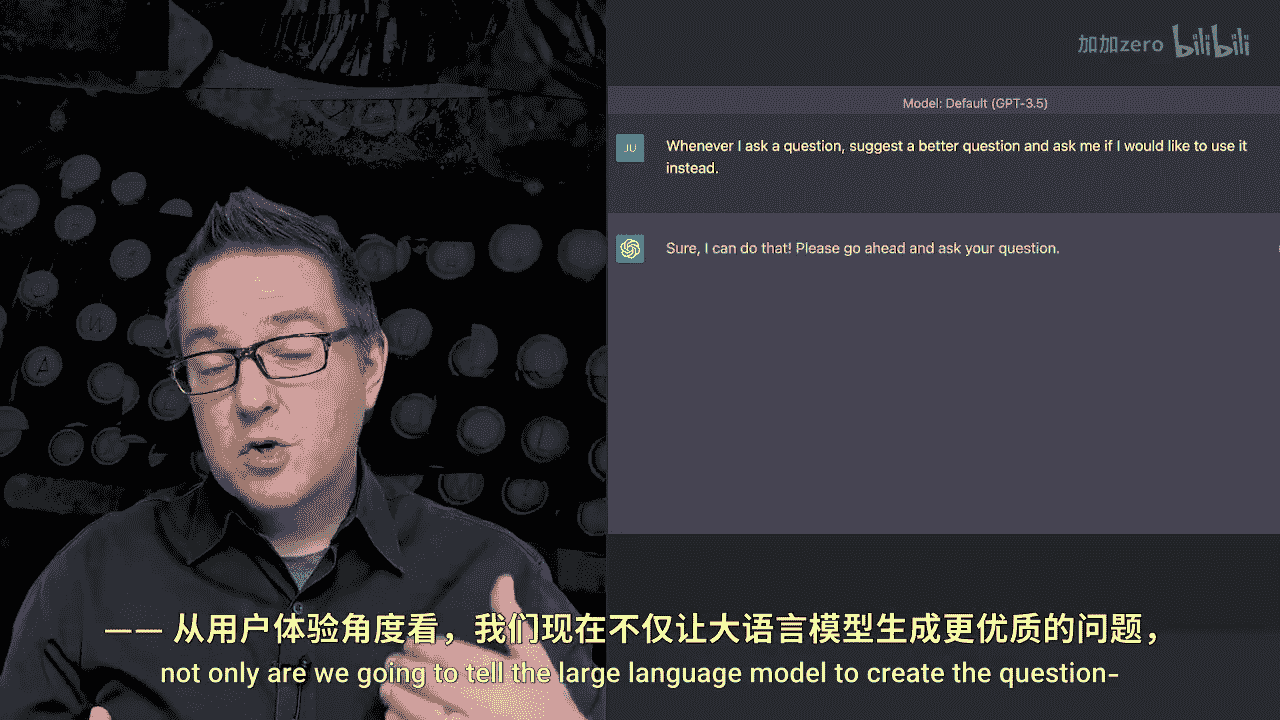 加加zero bilibili
Model: Default (GPT-3.5)
JU
Whenever I ask a question, suggest a better question and ask me if I would like to use it
instead.
Sure, I can do that! Please go ahead and ask your question.
—— 从用户体验角度看，我们现在不仅让大语言模型生成更优质的问题，
not only are we going to tell the large language model to create the question-